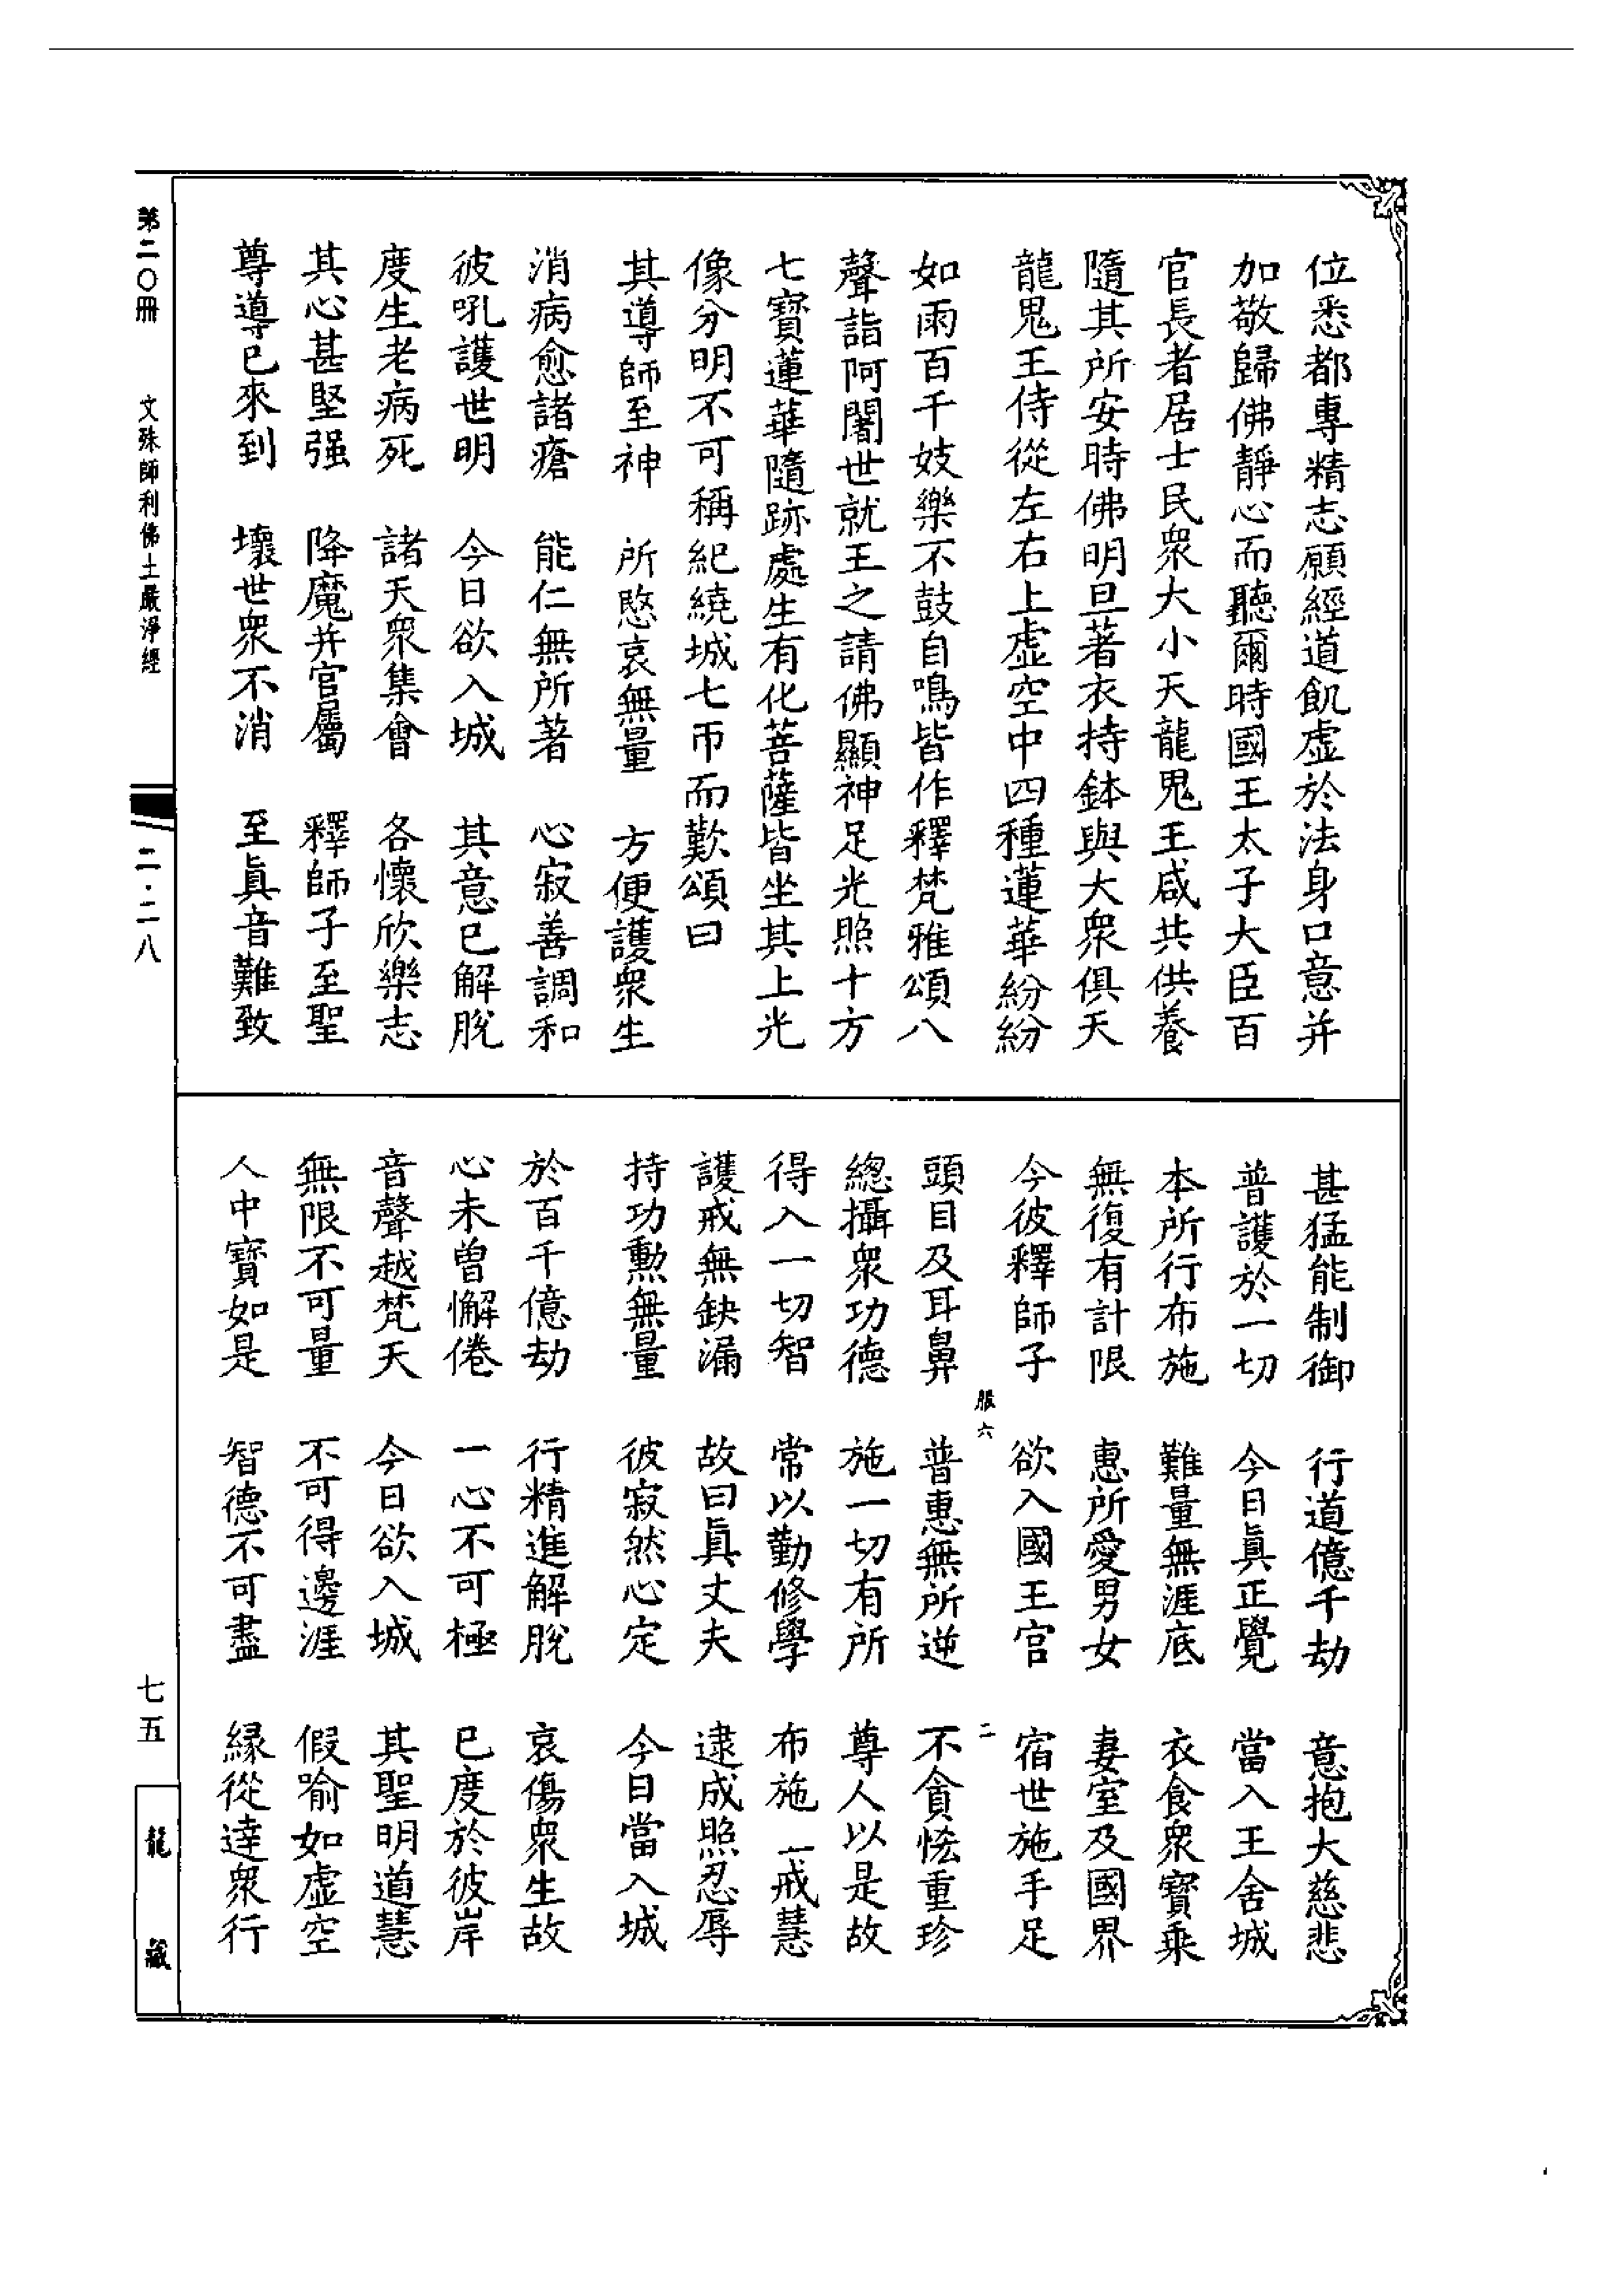 位悉都專精志願經道飢虛於法身口意并
加敬歸佛靜心而聽爾時國王太子大臣百
官長者居士民衆大小天龍鬼王咸共供養
隨其所安時佛明旦著衣持鉢與大衆俱天
龍鬼王侍從左右上虛空中四種蓮華紛紛
如雨百千妓樂不鼓自鳴皆作釋梵雅頌八
聲詣阿闍世就王之請佛顯神足光照十方
七寶蓮華隨跡處生有化菩薩皆坐其上光
像分明不可稱紀繞城七帀而歎頌曰
其導師至神　所愍哀無量　方便護衆生
消病愈諸瘡　能仁無所著　心寂善調和
彼吼護世明　今日欲入城　其意已解脫
度生老病死　諸天衆集會　各懷欣樂志
其心甚堅强　降魔并官屬　釋師子至聖
尊導已來到　壞世衆不消　至眞音難致
甚猛能制御　行道億千劫　意抱大慈悲
普護於一切　今日眞正覺　當入王舍城
本所行布施　難量無涯底　衣食衆寶乘
無復有計限　惠所愛男女　妻室及國界
今彼釋師子　欲入國王宫　宿世施手足
服六　二
頭目及耳鼻　普惠無所逆　不貪悋重珍
總攝衆功德　施一切有所　尊人以是故
得入一切智　常以勤修學　布施一戒慧
護戒無缺漏　故曰眞丈夫　逮成照忍辱
持功勳無量　彼寂然心定　今日當入城
於百千億劫　行精進解脫　哀傷衆生故
心未曾懈倦　一心不可極　已度於彼岸
音聲越梵天　今日欲入城　其聖明道慧
無限不可量　不可得邊涯　假喻如虛空
人中寶如是　智德不可盡　緣從逹衆行
第二〇冊　文殊師利佛土嚴淨經　二·二八　七五　龍藏